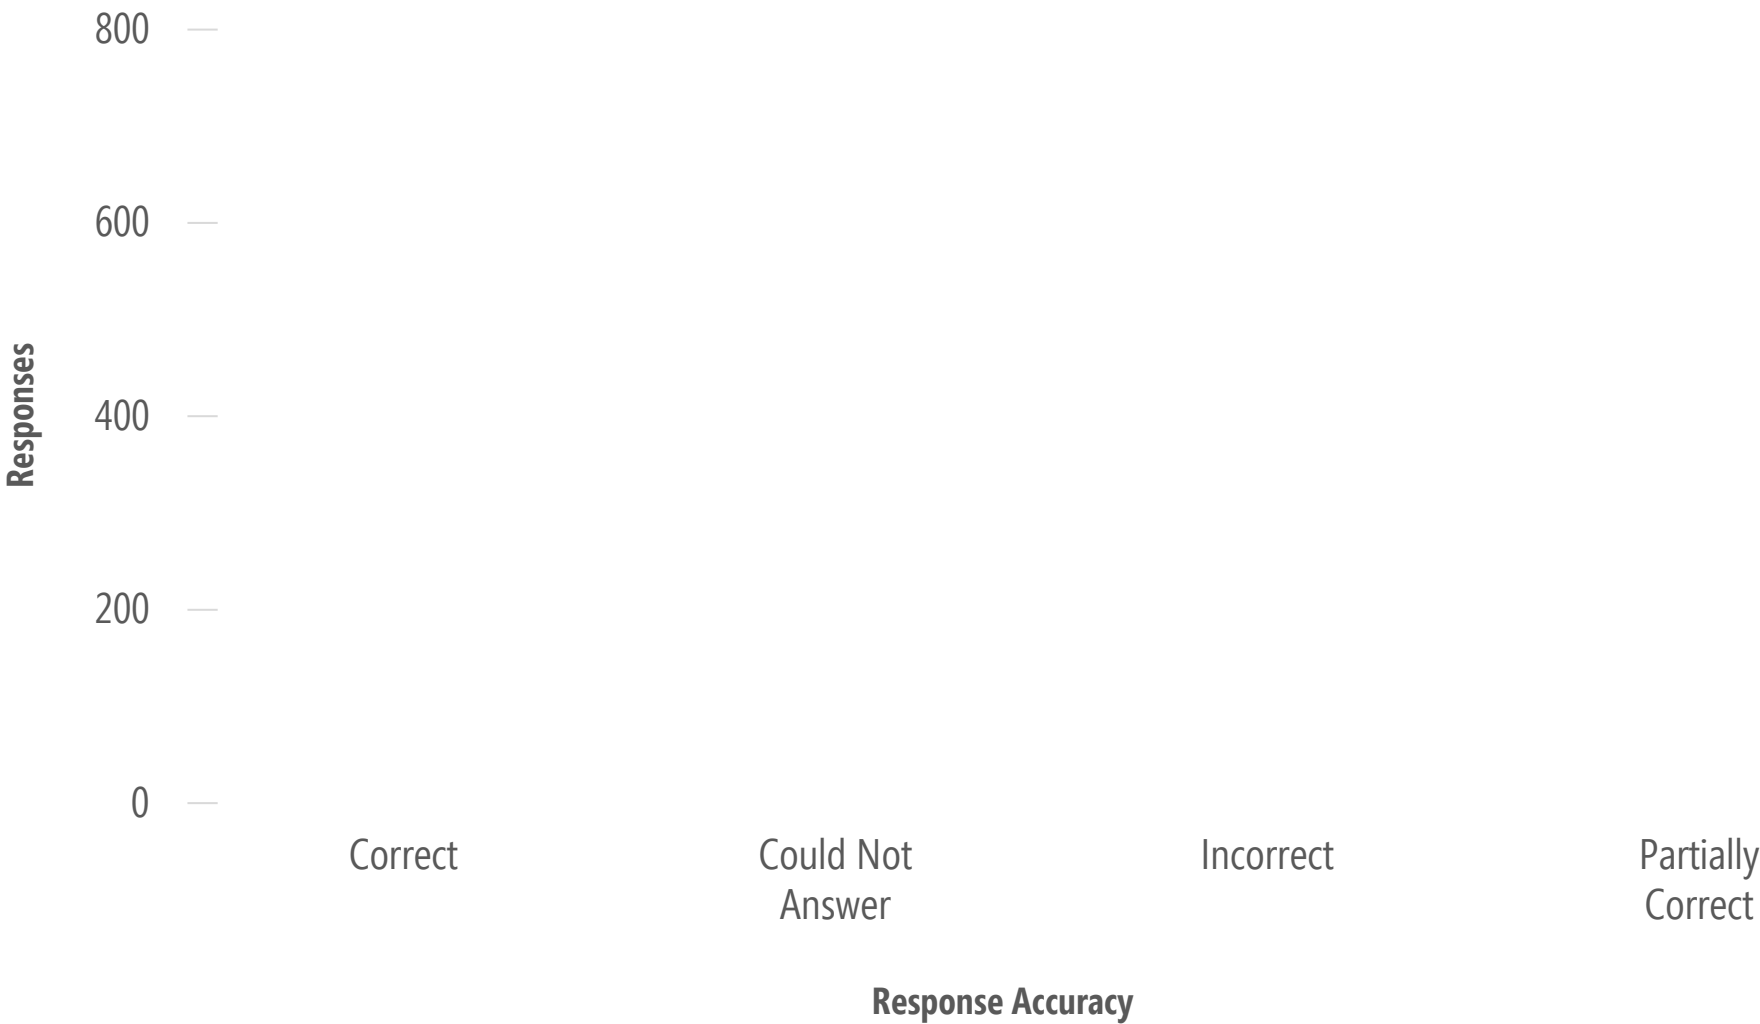 800
600
400
200
0
Responses
Correct
Could Not
Answer
Incorrect
Partially
Correct
Response Accuracy